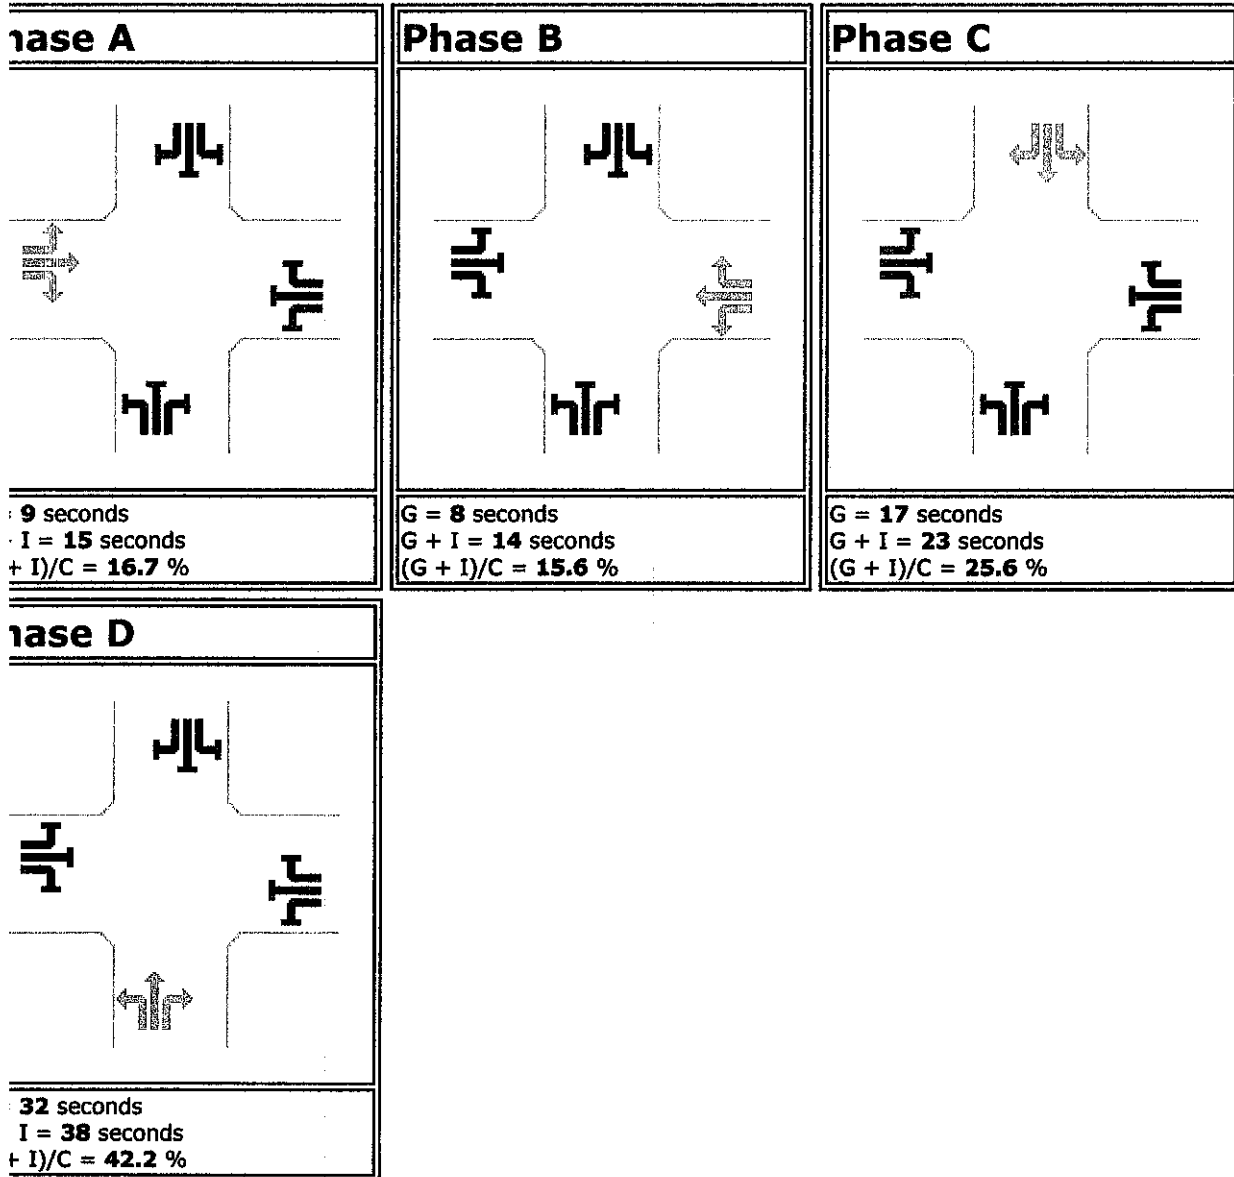 hase A
Phase B
Phase C
= 9 seconds
I = 15 seconds
+ I)/C = 16.7 %
G = 8 seconds
G + I = 14 seconds
(G + I)/C = 15.6 %
G = 17 seconds
G + I = 23 seconds
(G + I)/C = 25.6 %
hase D
= 32 seconds
I = 38 seconds
+ I)/C = 42.2 %